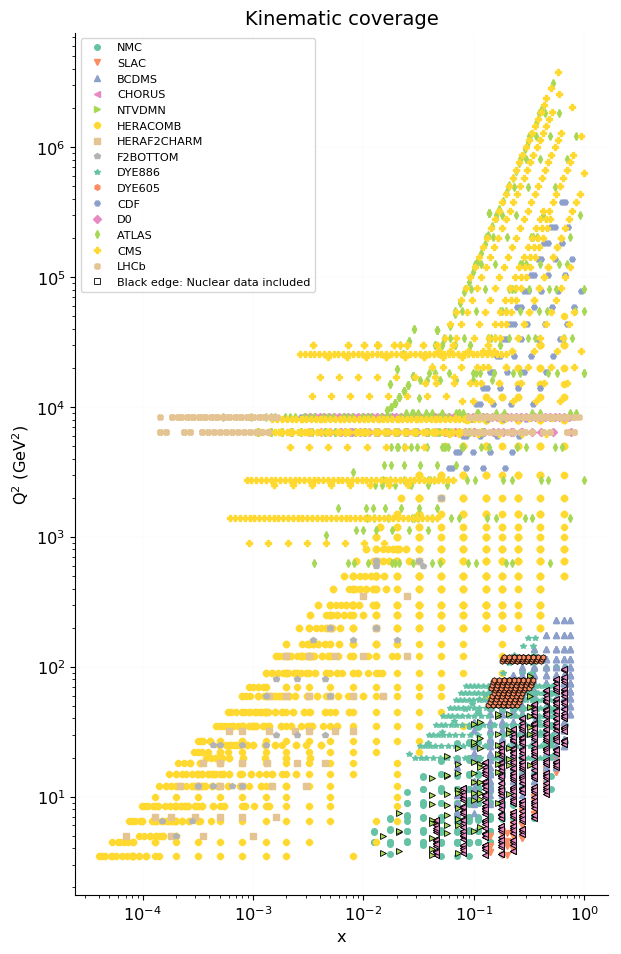 Kinematic coverage
NMC
SLAC
BCDMS
CHORUS
NTVDMN
HERACOMB
HERAF2CHARM
F2BOTTOM
DYE886
DYE605
CDF
D0
ATLAS
CMS
LHCb
Black edge: Nuclear data included
Q² (GeV²)
10⁶
10⁵
10⁴
10³
10²
10¹
10⁻⁴ 10⁻³ 10⁻² 10⁻¹ 10⁰
x